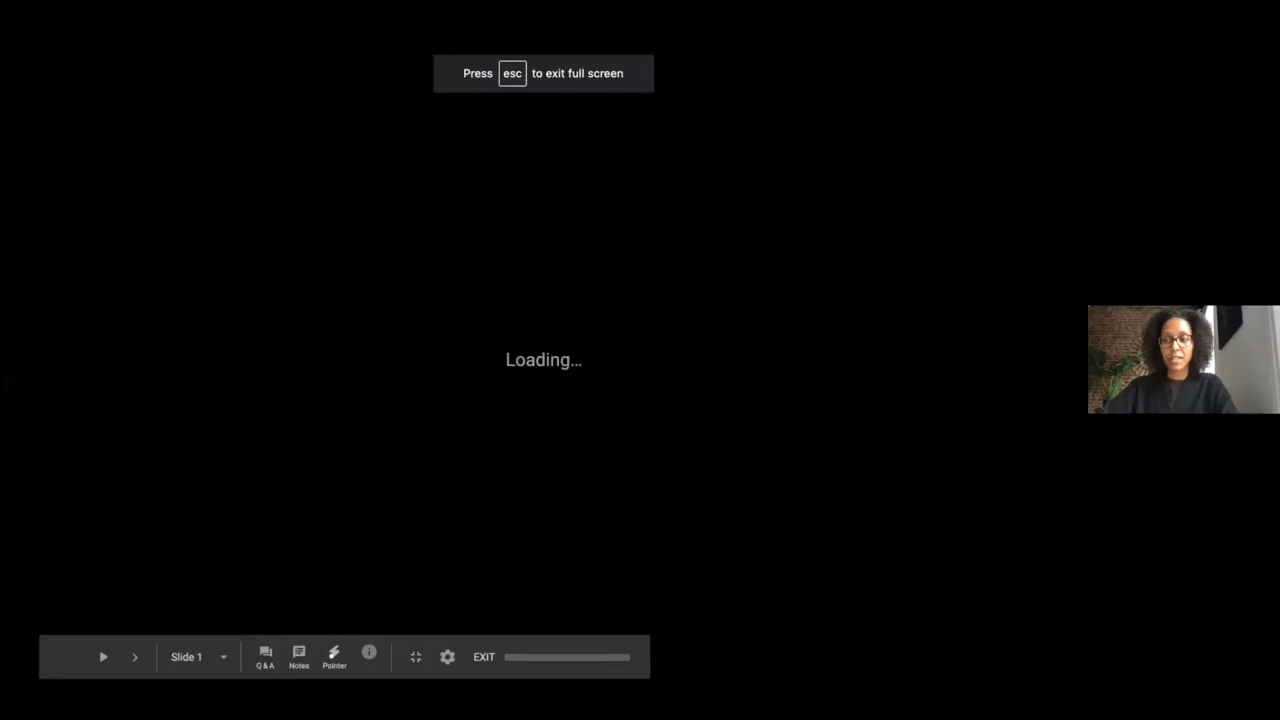 Press esc to exit full screen
Loading...
Slide 1
Q&A
Notes
Pointer
EXIT